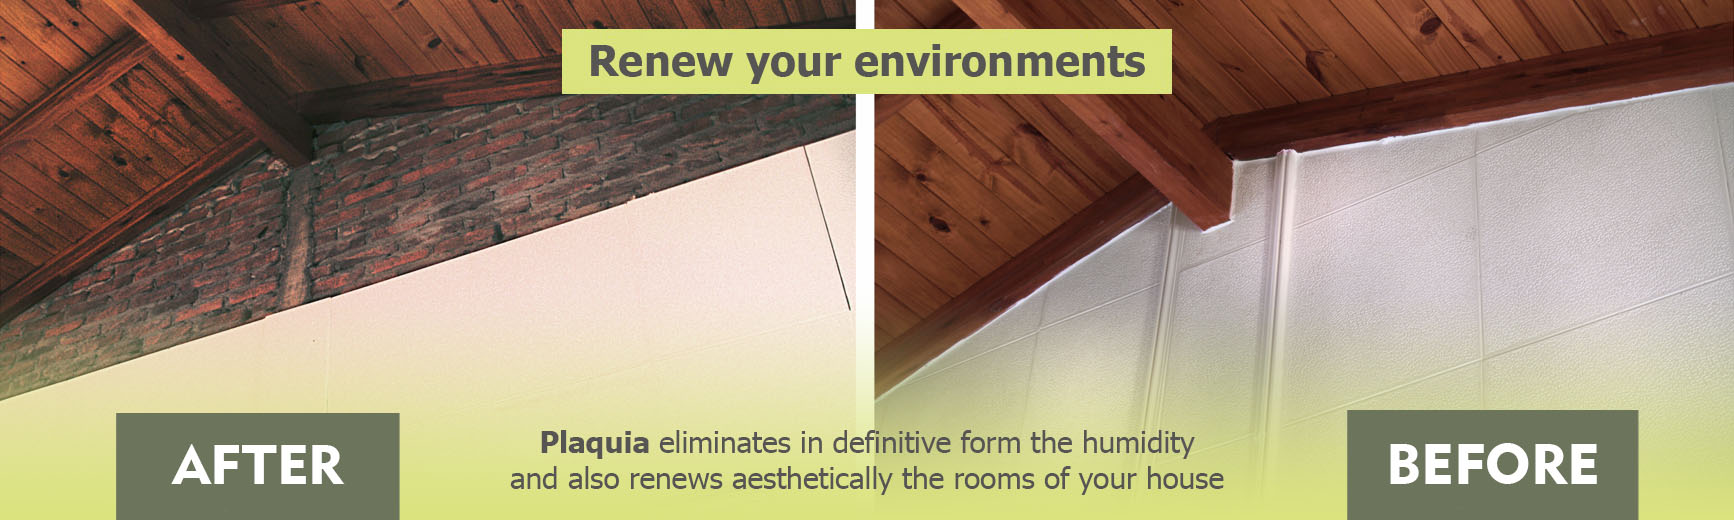 Renew your environments
AFTER
Plaquia eliminates in definitive form the humidity
and also renews aesthetically the rooms of your house
BEFORE